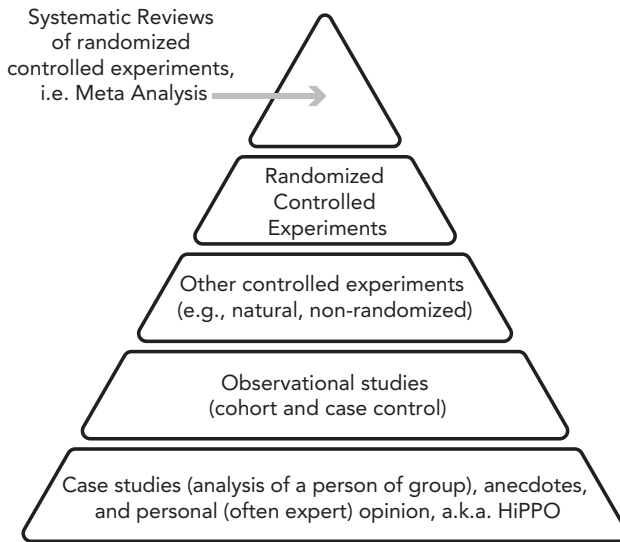 Systematic Reviews
of randomized
controlled experiments,
i.e. Meta Analysis
Randomized
Controlled
Experiments
Other controlled experiments
(e.g., natural, non-randomized)
Observational studies
(cohort and case control)
Case studies (analysis of a person of group), anecdotes,
and personal (often expert) opinion, a.k.a. HiPPO